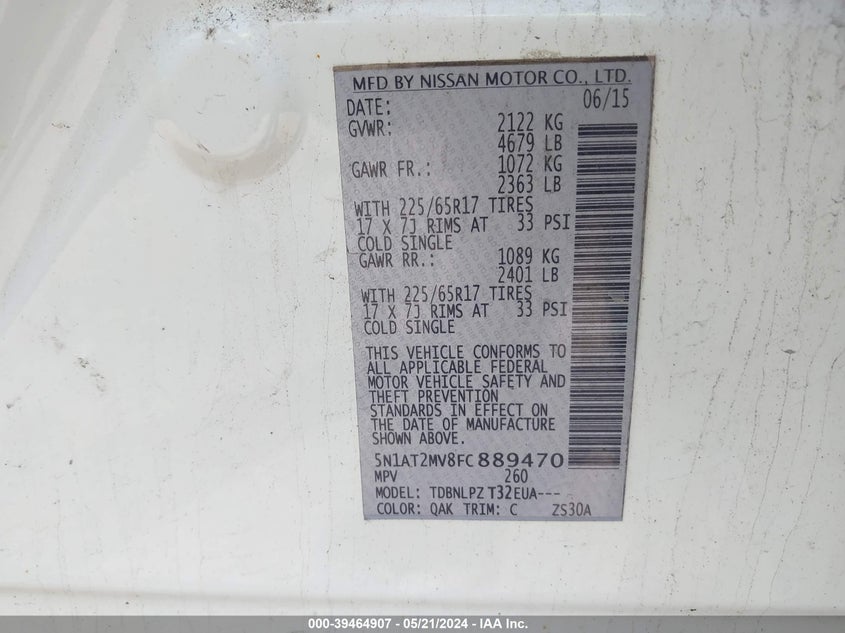 MFD BY NISSAN MOTOR CO., LTD.
DATE: 06/15
GVWR: 2122 KG
4679 LB
GAWR FR.: 1072 KG
2363 LB
WITH 225/65R17 TIRES
17 X 7J RIMS AT 33 PSI
COLD SINGLE
GAWR RR.: 1089 KG
2401 LB
WITH 225/65R17 TIRES
17 X 7J RIMS AT 33 PSI
COLD SINGLE
THIS VEHICLE CONFORMS TO
ALL APPLICABLE FEDERAL
MOTOR VEHICLE SAFETY AND
THEFT PREVENTION
STANDARDS IN EFFECT ON
THE DATE OF MANUFACTURE
SHOWN ABOVE.
5N1AT2MV8FC889470
MPV 260
MODEL: TDBNLPZ T32EUA---
COLOR: QAK TRIM: C ZS30A
000-39464907 - 05/21/2024 - IAA Inc.